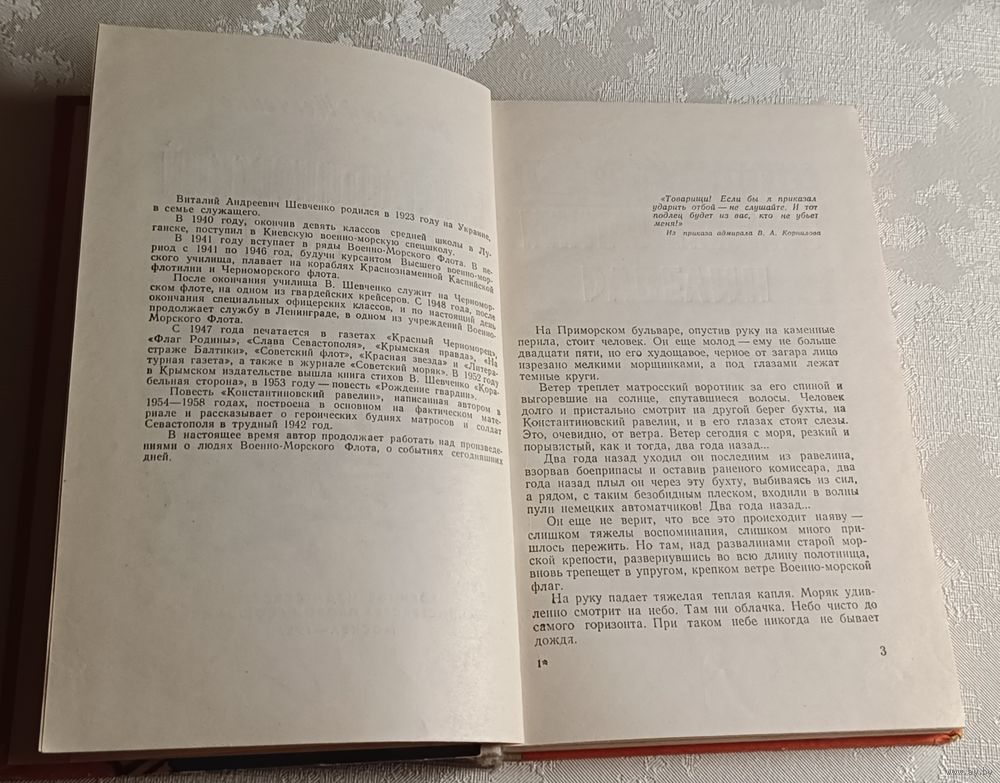 Виталий Андреевич Шевченко родился в 1923 году на Украине,
в семье служащего.
В 1940 году, окончив девять классов средней школы в Лу-
ганске, поступил в Киевскую военно-морскую спецшколу.
В 1941 году вступает в ряды Военно-Морского Флота. В пе-
риод с 1941 по 1946 год, будучи курсантом Высшего военно-мор-
ского училища, плавает на кораблях Краснознаменной Каспийской
флотилии и Черноморского флота.
После окончания училища В. Шевченко служит на Черномор-
ском флоте, на одном из гвардейских крейсеров. С 1948 года, после
окончания специальных офицерских классов, и по настоящий день
продолжает службу в Ленинграде, в одном из учреждений Военно-
Морского Флота.
С 1947 года печатается в газетах «Красный Черноморец»,
«Флаг Родины», «Слава Севастополя», «Крымская правда», «На
страже Балтики», «Советский флот», «Красная звезда» и «Литера-
турная газета», а также в журнале «Советский моряк». В 1952 году
в Крымском издательстве вышла книга стихов В. Шевченко «Кора-
бельная сторона», в 1953 году — повесть «Рождение гвардии».
Повесть «Константиновский равелин», написанная автором в
1954—1958 годах, построена в основном на фактическом мате-
риале и рассказывает о героических буднях матросов и солдат
Севастополя в трудный 1942 год.
В настоящее время автор продолжает работать над произведе-
ниями о людях Военно-Морского Флота, о событиях сегодняшних
дней.
«Товарищи! Если бы я приказал
ударить отбой — не слушайте. И тот
подлец будет из вас, кто не убьет
меня!»
Из приказа адмирала В. А. Корнилова
На Приморском бульваре, опустив руку на каменные
перила, стоит человек. Он еще молод — ему не больше
двадцати пяти, но его худощавое, черное от загара лицо
изрезано мелкими морщинками, а под глазами лежат
темные круги.
Ветер треплет матросский воротник за его спиной и
выгоревшие на солнце, спутавшиеся волосы. Человек
долго и пристально смотрит на другой берег бухты, на
Константиновский равелин, и в его глазах стоят слезы.
Это, очевидно, от ветра. Ветер сегодня с моря, резкий и
порывистый, как и тогда, два года назад...
Два года назад уходил он последним из равелина,
взорвав боеприпасы и оставив раненого комиссара, два
года назад плыл он через эту бухту, выбиваясь из сил,
а рядом, с таким безобидным плеском, входили в волны
пули немецких автоматчиков! Два года назад...
Он еще не верит, что все это происходит наяву —
слишком тяжелы воспоминания, слишком много при-
шлось пережить. Но там, над развалинами старой мор-
ской крепости, развернувшись во всю длину полотнища,
вновь трепещет в упругом, крепком ветре Военно-морской
флаг.
На руку падает тяжелая теплая капля. Моряк удив-
ленно смотрит на небо. Там ни облачка. Небо чисто до
самого горизонта. При таком небе никогда не бывает
дождя.
1*
3